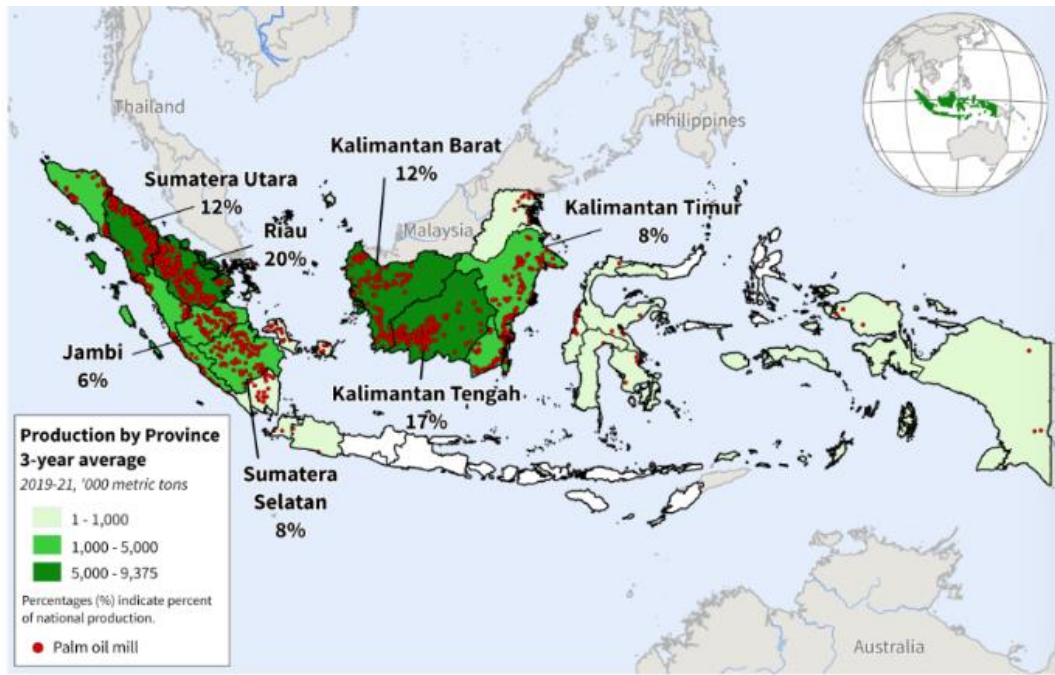 Thailand
Philippines
Kalimantan Barat
12%
Sumatera Utara
12%
Malaysia
Kalimantan Timur
8%
Riau
20%
Jambi
6%
Kalimantan Tengah
17%
Sumatera
Selatan
8%
Production by Province
3-year average
2019-21, '000 metric tons
1 - 1,000
1,000 - 5,000
5,000 - 9,375
Percentages (%) indicate percent
of national production.
Palm oil mill
Australia